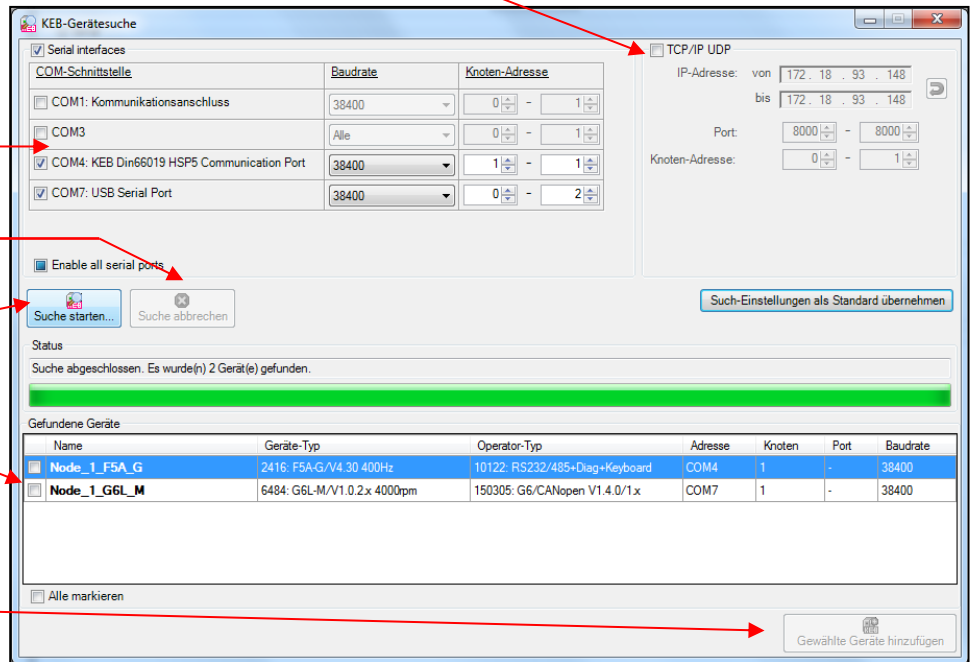 KEB-Gerätesuche
Serial interfaces
COM-Schnittstelle Baudrate Knoten-Adresse
COM1: Kommunikationsanschluss 38400 0 - 1
COM3 Alle 0 - 1
COM4: KEB Din66019 HSP5 Communication Port 38400 1 - 1
COM7: USB Serial Port 38400 0 - 2
Enable all serial ports
TCP/IP UDP
IP-Adresse: von 172 . 18 . 93 . 148
bis 172 . 18 . 93 . 148
Port: 8000 - 8000
Knoten-Adresse: 0 - 1
Suche starten... Suche abbrechen Such-Einstellungen als Standard übernehmen
Status
Suche abgeschlossen. Es wurde(n) 2 Gerät(e) gefunden.
Gefundene Geräte
Name Geräte-Typ Operator-Typ Adresse Knoten Port Baudrate
Node_1_F5A_G 2416: F5A-G/V4.30 400Hz 10122: RS232/485+Diag+Keyboard COM4 1 - 38400
Node_1_G6L_M 6484: G6L-M/V1.0.2.x 4000rpm 150305: G6/CANopen V1.4.0/1.x COM7 1 - 38400
Alle markieren
Gewählte Geräte hinzufügen